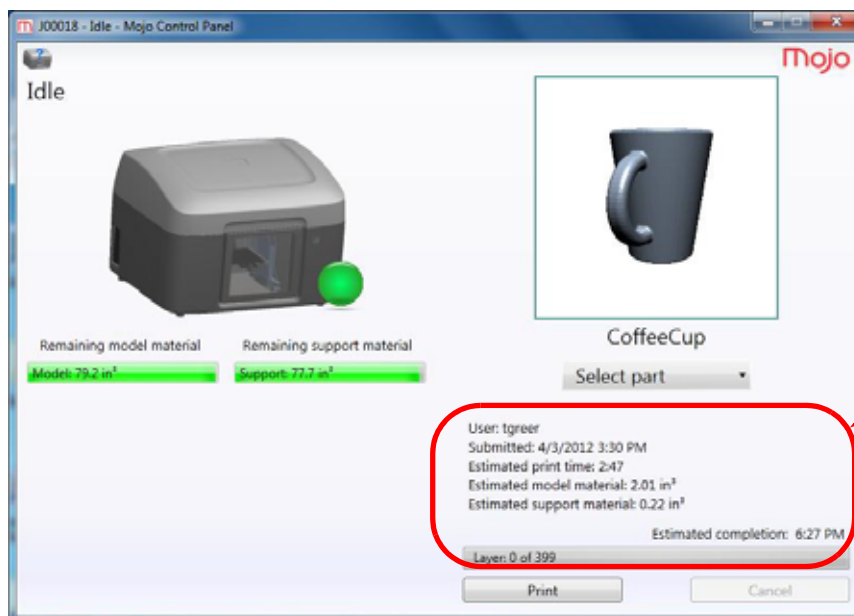 J00018 - Idle - Mojo Control Panel
mojo
Idle
Remaining model material
Remaining support material
Model: 79.2 in³
Support: 77.7 in³
CoffeeCup
Select part
User: tgreer
Submitted: 4/3/2012 3:30 PM
Estimated print time: 2:47
Estimated model material: 2.01 in³
Estimated support material: 0.22 in³
Estimated completion: 6:27 PM
Layer: 0 of 399
Print
Cancel